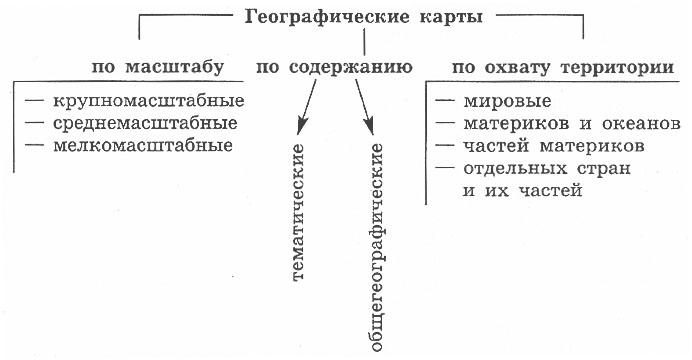 Географические карты
по масштабу
— крупномасштабные
— среднемасштабные
— мелкомасштабные
по содержанию
тематические
общегеографические
по охвату территории
— мировые
— материков и океанов
— частей материков
— отдельных стран
и их частей